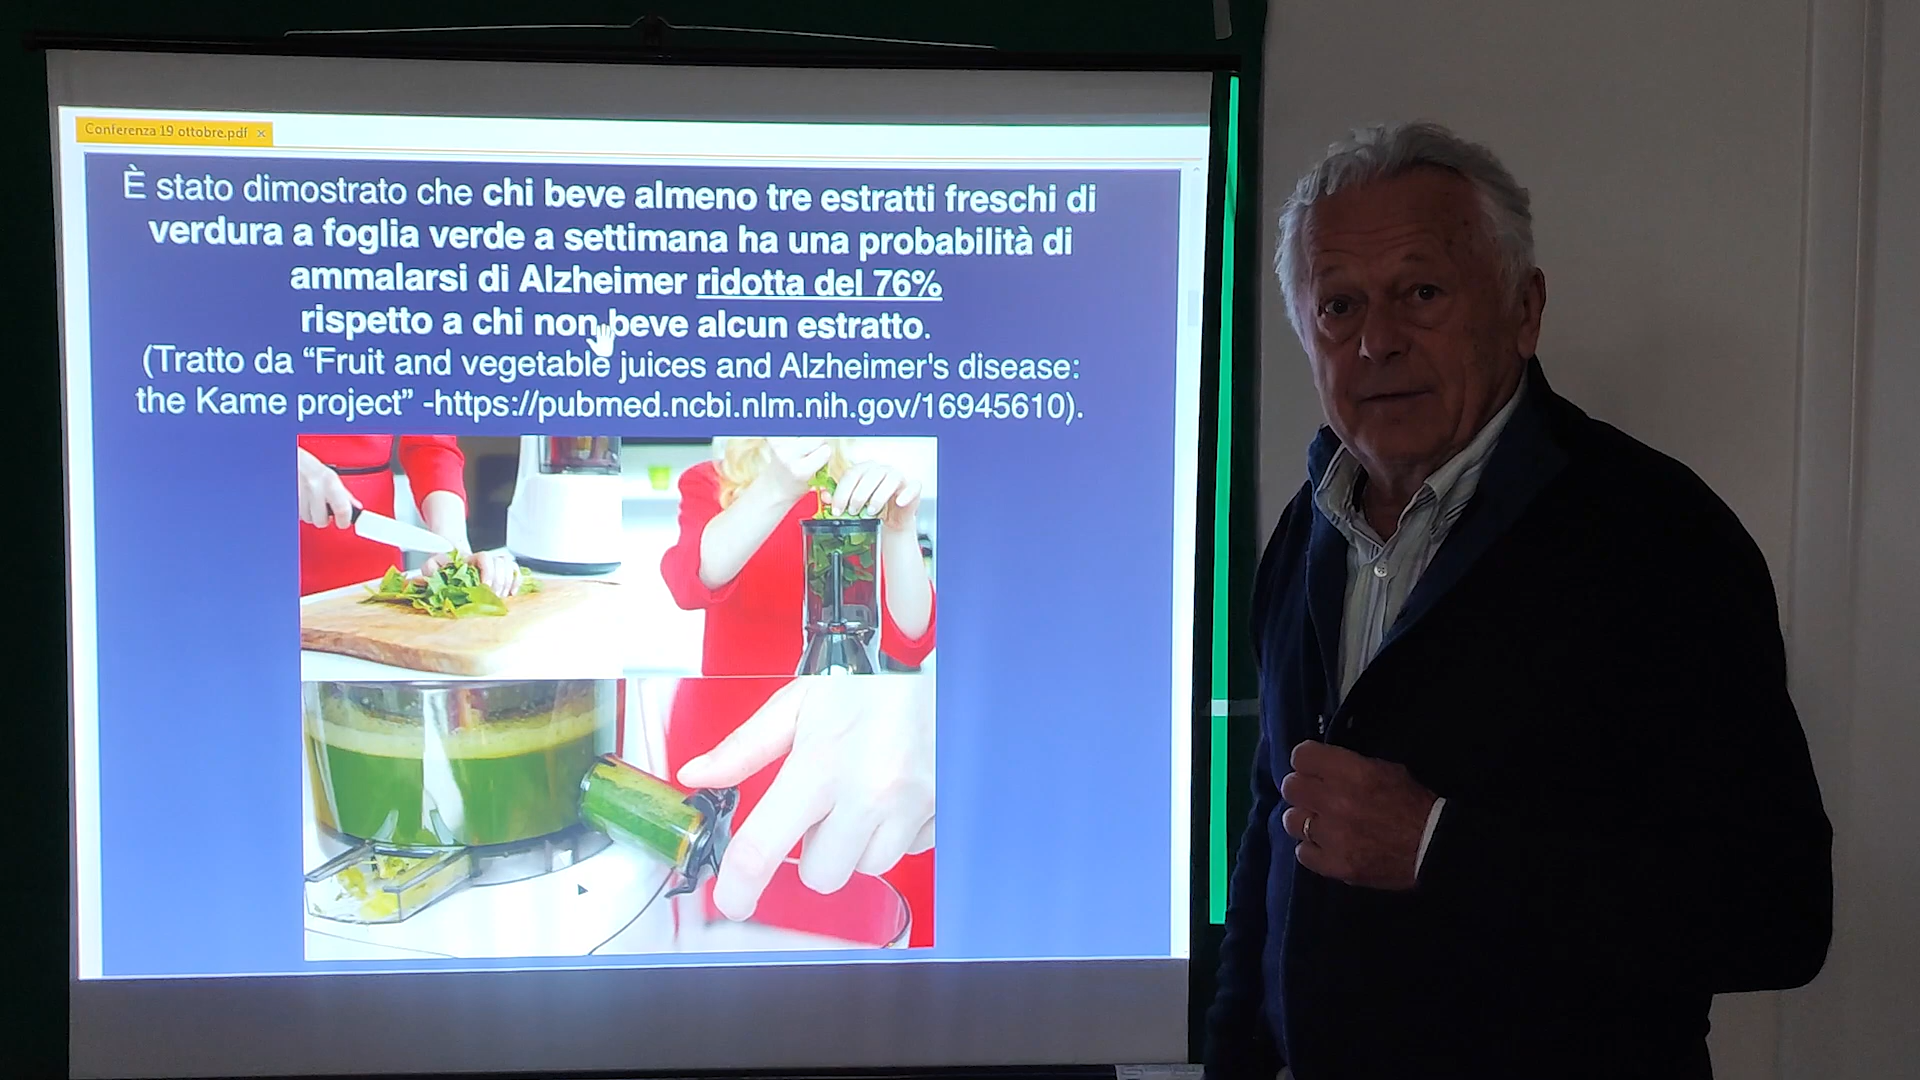 Conferenza 19 ottobre.pdf ×
È stato dimostrato che chi beve almeno tre estratti freschi di
verdura a foglia verde a settimana ha una probabilità di
ammalarsi di Alzheimer ridotta del 76%
rispetto a chi non beve alcun estratto.
(Tratto da “Fruit and vegetable juices and Alzheimer's disease:
the Kame project” -https://pubmed.ncbi.nlm.nih.gov/16945610).